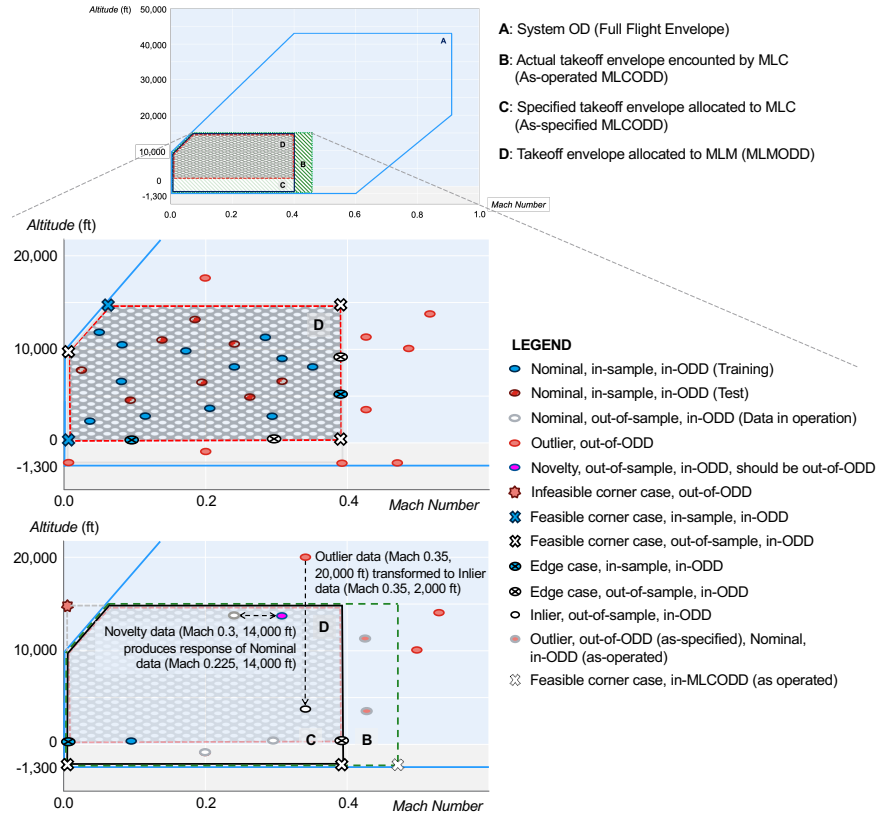 Altitude (ft)
50,000
40,000
30,000
20,000
10,000
0
-1,300
0.0
0.2
0.4
0.6
0.8
1.0
Mach Number
A
D
B
C
A: System OD (Full Flight Envelope)
B: Actual takeoff envelope encounted by MLC
(As-operated MLCODD)
C: Specified takeoff envelope allocated to MLC
(As-specified MLCODD)
D: Takeoff envelope allocated to MLM (MLMODD)
Altitude (ft)
20,000
10,000
0
-1,300
0.0
0.2
0.4
Mach Number
D
LEGEND
Nominal, in-sample, in-ODD (Training)
Nominal, in-sample, in-ODD (Test)
Nominal, out-of-sample, in-ODD (Data in operation)
Outlier, out-of-ODD
Novelty, out-of-sample, in-ODD, should be out-of-ODD
Infeasible corner case, out-of-ODD
Feasible corner case, in-sample, in-ODD
Feasible corner case, out-of-sample, in-ODD
Edge case, in-sample, in-ODD
Edge case, out-of-sample, in-ODD
Inlier, out-of-sample, in-ODD
Outlier, out-of-ODD (as-specified), Nominal,
in-ODD (as-operated)
Feasible corner case, in-MLCODD (as operated)
Altitude (ft)
20,000
10,000
0
-1,300
0.0
0.2
0.4
Mach Number
Outlier data (Mach 0.35,
20,000 ft) transformed to Inlier
data (Mach 0.35, 2,000 ft)
D
Novelty data (Mach 0.3, 14,000 ft)
produces response of Nominal
data (Mach 0.225, 14,000 ft)
C
B